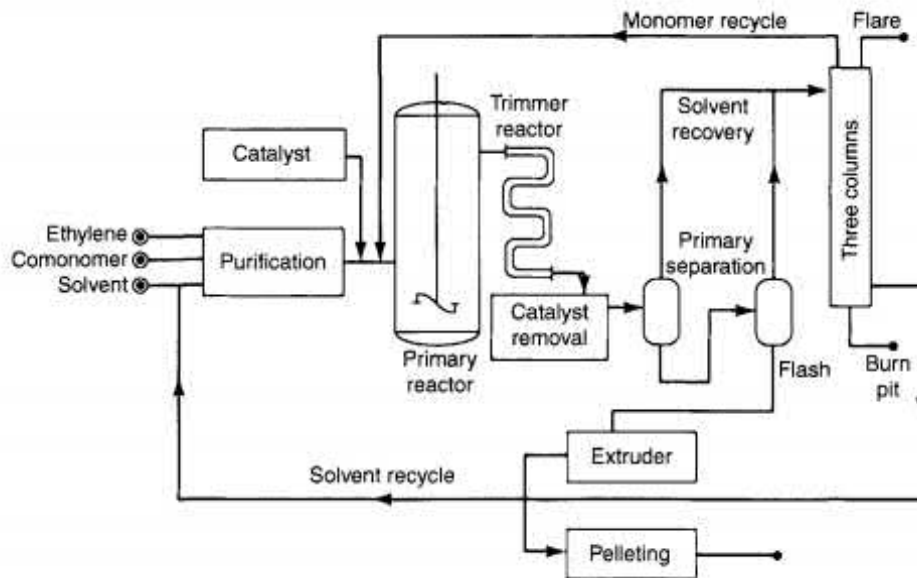 Monomer recycle
Flare
Trimmer
reactor
Solvent
recovery
Catalyst
Three columns
Ethylene
Comonomer
Solvent
Purification
Primary
separation
Catalyst
removal
Primary
reactor
Flash
Burn
pit
Extruder
Solvent recycle
Pelleting